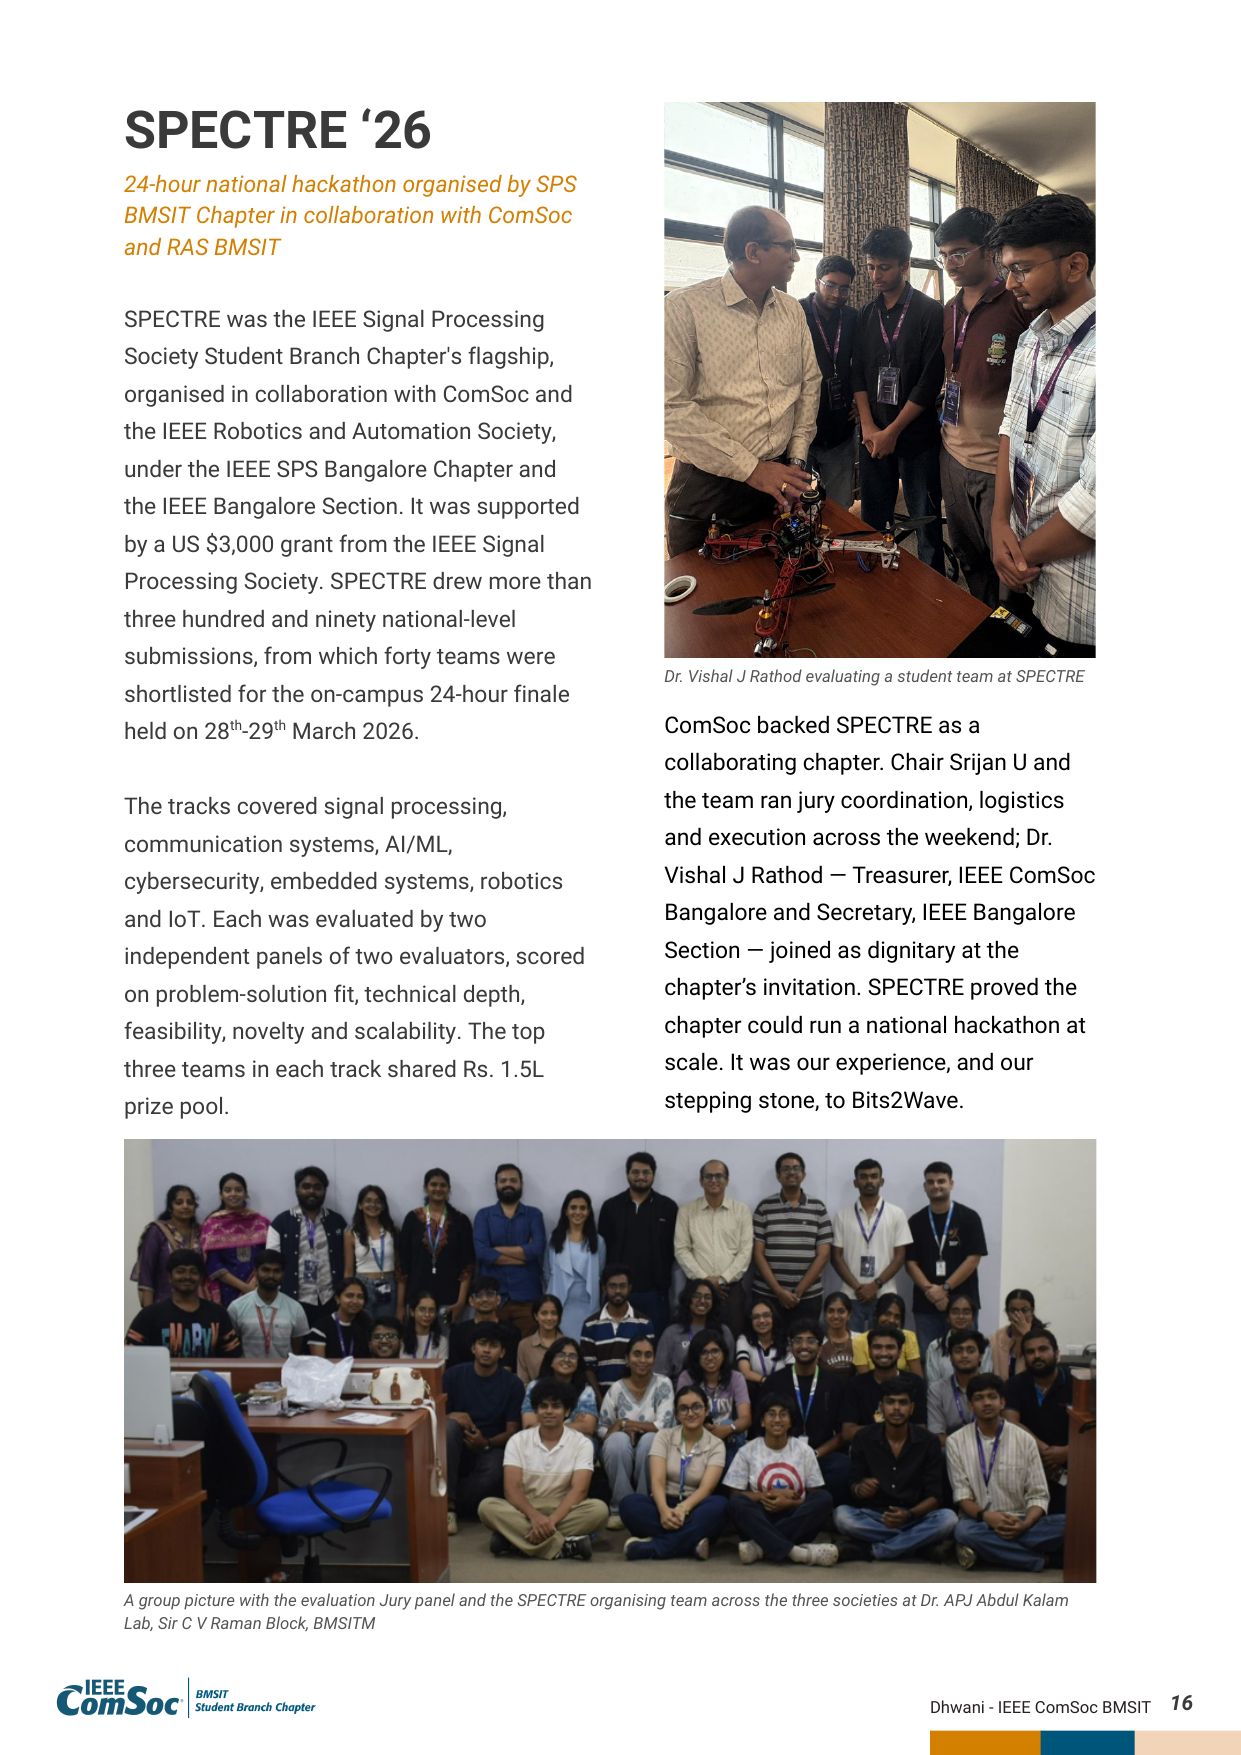 SPECTRE ‘26
24-hour national hackathon organised by SPS
BMSIT Chapter in collaboration with ComSoc
and RAS BMSIT
SPECTRE was the IEEE Signal Processing
Society Student Branch Chapter's flagship,
organised in collaboration with ComSoc and
the IEEE Robotics and Automation Society,
under the IEEE SPS Bangalore Chapter and
the IEEE Bangalore Section. It was supported
by a US $3,000 grant from the IEEE Signal
Processing Society. SPECTRE drew more than
three hundred and ninety national-level
submissions, from which forty teams were
shortlisted for the on-campus 24-hour finale
held on 28th-29th March 2026.
The tracks covered signal processing,
communication systems, AI/ML,
cybersecurity, embedded systems, robotics
and IoT. Each was evaluated by two
independent panels of two evaluators, scored
on problem-solution fit, technical depth,
feasibility, novelty and scalability. The top
three teams in each track shared Rs. 1.5L
prize pool.
Dr. Vishal J Rathod evaluating a student team at SPECTRE
ComSoc backed SPECTRE as a
collaborating chapter. Chair Srijan U and
the team ran jury coordination, logistics
and execution across the weekend; Dr.
Vishal J Rathod — Treasurer, IEEE ComSoc
Bangalore and Secretary, IEEE Bangalore
Section — joined as dignitary at the
chapter’s invitation. SPECTRE proved the
chapter could run a national hackathon at
scale. It was our experience, and our
stepping stone, to Bits2Wave.
A group picture with the evaluation Jury panel and the SPECTRE organising team across the three societies at Dr. APJ Abdul Kalam
Lab, Sir C V Raman Block, BMSITM
IEEE
ComSoc
BMSIT
Student Branch Chapter
Dhwani - IEEE ComSoc BMSIT 16